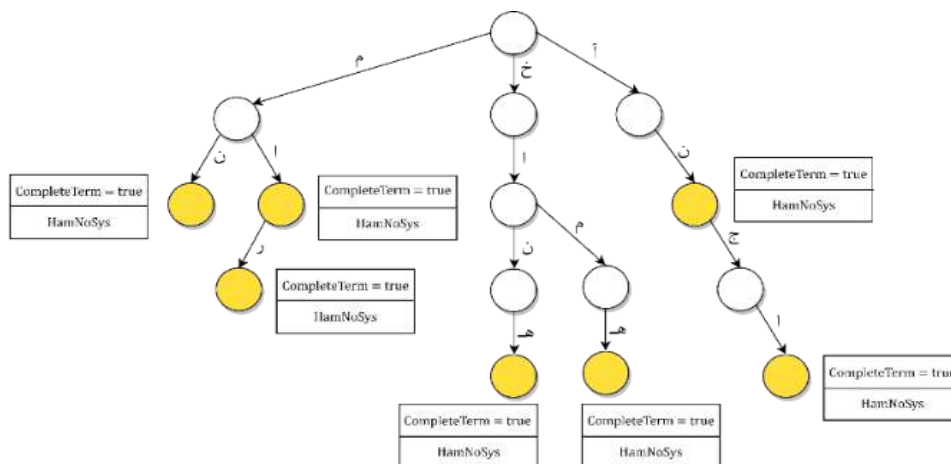 م
خ
آ
ن
ا
ا
ن
CompleteTerm = true
HamNoSys
CompleteTerm = true
HamNoSys
CompleteTerm = true
HamNoSys
ر
ن
م
ج
CompleteTerm = true
HamNoSys
ه
ه
ا
CompleteTerm = true
HamNoSys
CompleteTerm = true
HamNoSys
CompleteTerm = true
HamNoSys